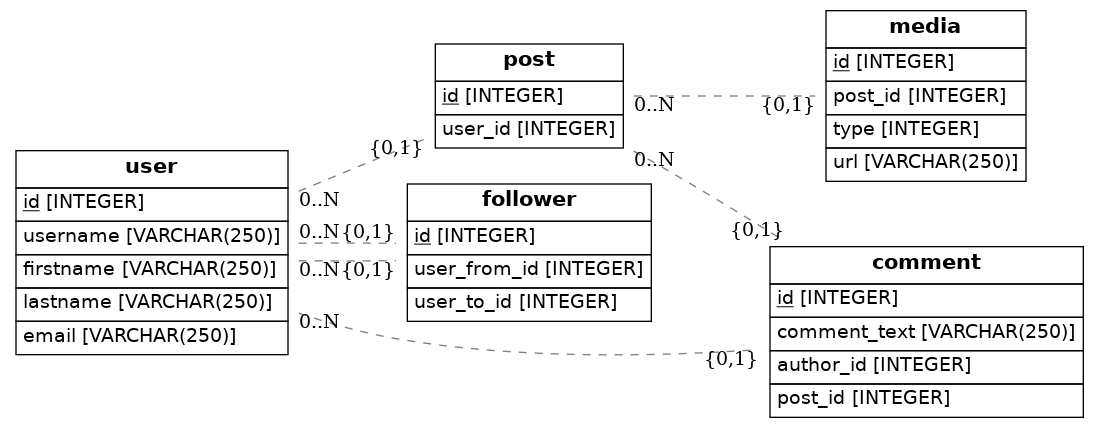 user
id [INTEGER]
username [VARCHAR(250)]
firstname [VARCHAR(250)]
lastname [VARCHAR(250)]
email [VARCHAR(250)]
post
id [INTEGER]
user_id [INTEGER]
follower
id [INTEGER]
user_from_id [INTEGER]
user_to_id [INTEGER]
media
id [INTEGER]
post_id [INTEGER]
type [INTEGER]
url [VARCHAR(250)]
comment
id [INTEGER]
comment_text [VARCHAR(250)]
author_id [INTEGER]
post_id [INTEGER]
{0,1}
0..N
0..N {0,1}
0..N {0,1}
0..N
{0,1}
0..N
{0,1}
0..N
{0,1}